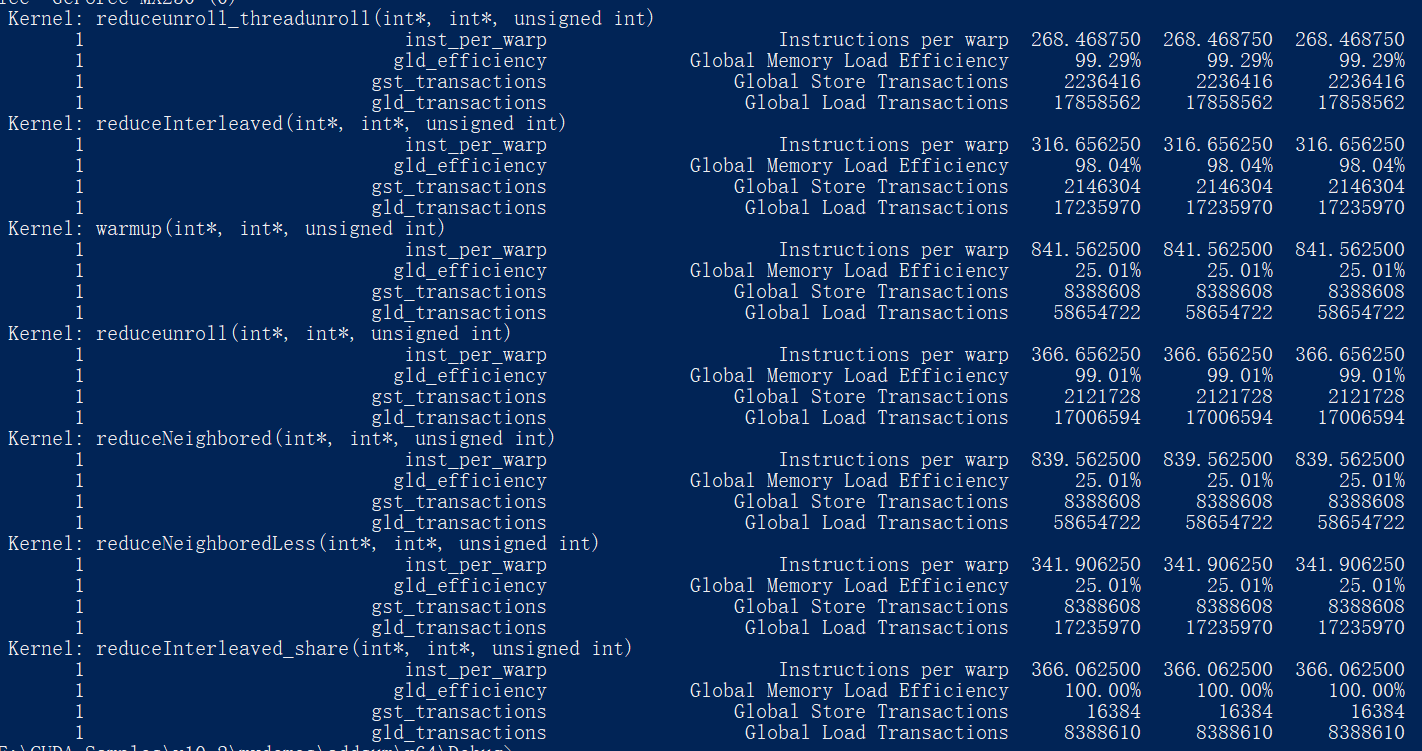 Kernel: reduceunroll_threadunroll(int*, int*, unsigned int)
1 inst_per_warp Instructions per warp 268.468750 268.468750 268.468750
1 gld_efficiency Global Memory Load Efficiency 99.29% 99.29% 99.29%
1 gst_transactions Global Store Transactions 2236416 2236416 2236416
1 gld_transactions Global Load Transactions 17858562 17858562 17858562
Kernel: reduceInterleaved(int*, int*, unsigned int)
1 inst_per_warp Instructions per warp 316.656250 316.656250 316.656250
1 gld_efficiency Global Memory Load Efficiency 98.04% 98.04% 98.04%
1 gst_transactions Global Store Transactions 2146304 2146304 2146304
1 gld_transactions Global Load Transactions 17235970 17235970 17235970
Kernel: warmup(int*, int*, unsigned int)
1 inst_per_warp Instructions per warp 841.562500 841.562500 841.562500
1 gld_efficiency Global Memory Load Efficiency 25.01% 25.01% 25.01%
1 gst_transactions Global Store Transactions 8388608 8388608 8388608
1 gld_transactions Global Load Transactions 58654722 58654722 58654722
Kernel: reduceunroll(int*, int*, unsigned int)
1 inst_per_warp Instructions per warp 366.656250 366.656250 366.656250
1 gld_efficiency Global Memory Load Efficiency 99.01% 99.01% 99.01%
1 gst_transactions Global Store Transactions 2121728 2121728 2121728
1 gld_transactions Global Load Transactions 17006594 17006594 17006594
Kernel: reduceNeighbored(int*, int*, unsigned int)
1 inst_per_warp Instructions per warp 839.562500 839.562500 839.562500
1 gld_efficiency Global Memory Load Efficiency 25.01% 25.01% 25.01%
1 gst_transactions Global Store Transactions 8388608 8388608 8388608
1 gld_transactions Global Load Transactions 58654722 58654722 58654722
Kernel: reduceNeighboredLess(int*, int*, unsigned int)
1 inst_per_warp Instructions per warp 341.906250 341.906250 341.906250
1 gld_efficiency Global Memory Load Efficiency 25.01% 25.01% 25.01%
1 gst_transactions Global Store Transactions 8388608 8388608 8388608
1 gld_transactions Global Load Transactions 17235970 17235970 17235970
Kernel: reduceInterleaved_share(int*, int*, unsigned int)
1 inst_per_warp Instructions per warp 366.062500 366.062500 366.062500
1 gld_efficiency Global Memory Load Efficiency 100.00% 100.00% 100.00%
1 gst_transactions Global Store Transactions 16384 16384 16384
1 gld_transactions Global Load Transactions 8388610 8388610 8388610